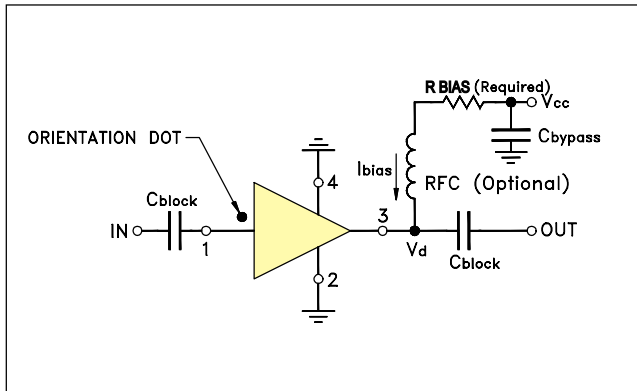 R BIAS (Required)
Vcc
Cbypass
ORIENTATION DOT
Ibias
RFC (Optional)
4
Cblock
3
IN
1
Vd
Cblock
OUT
2